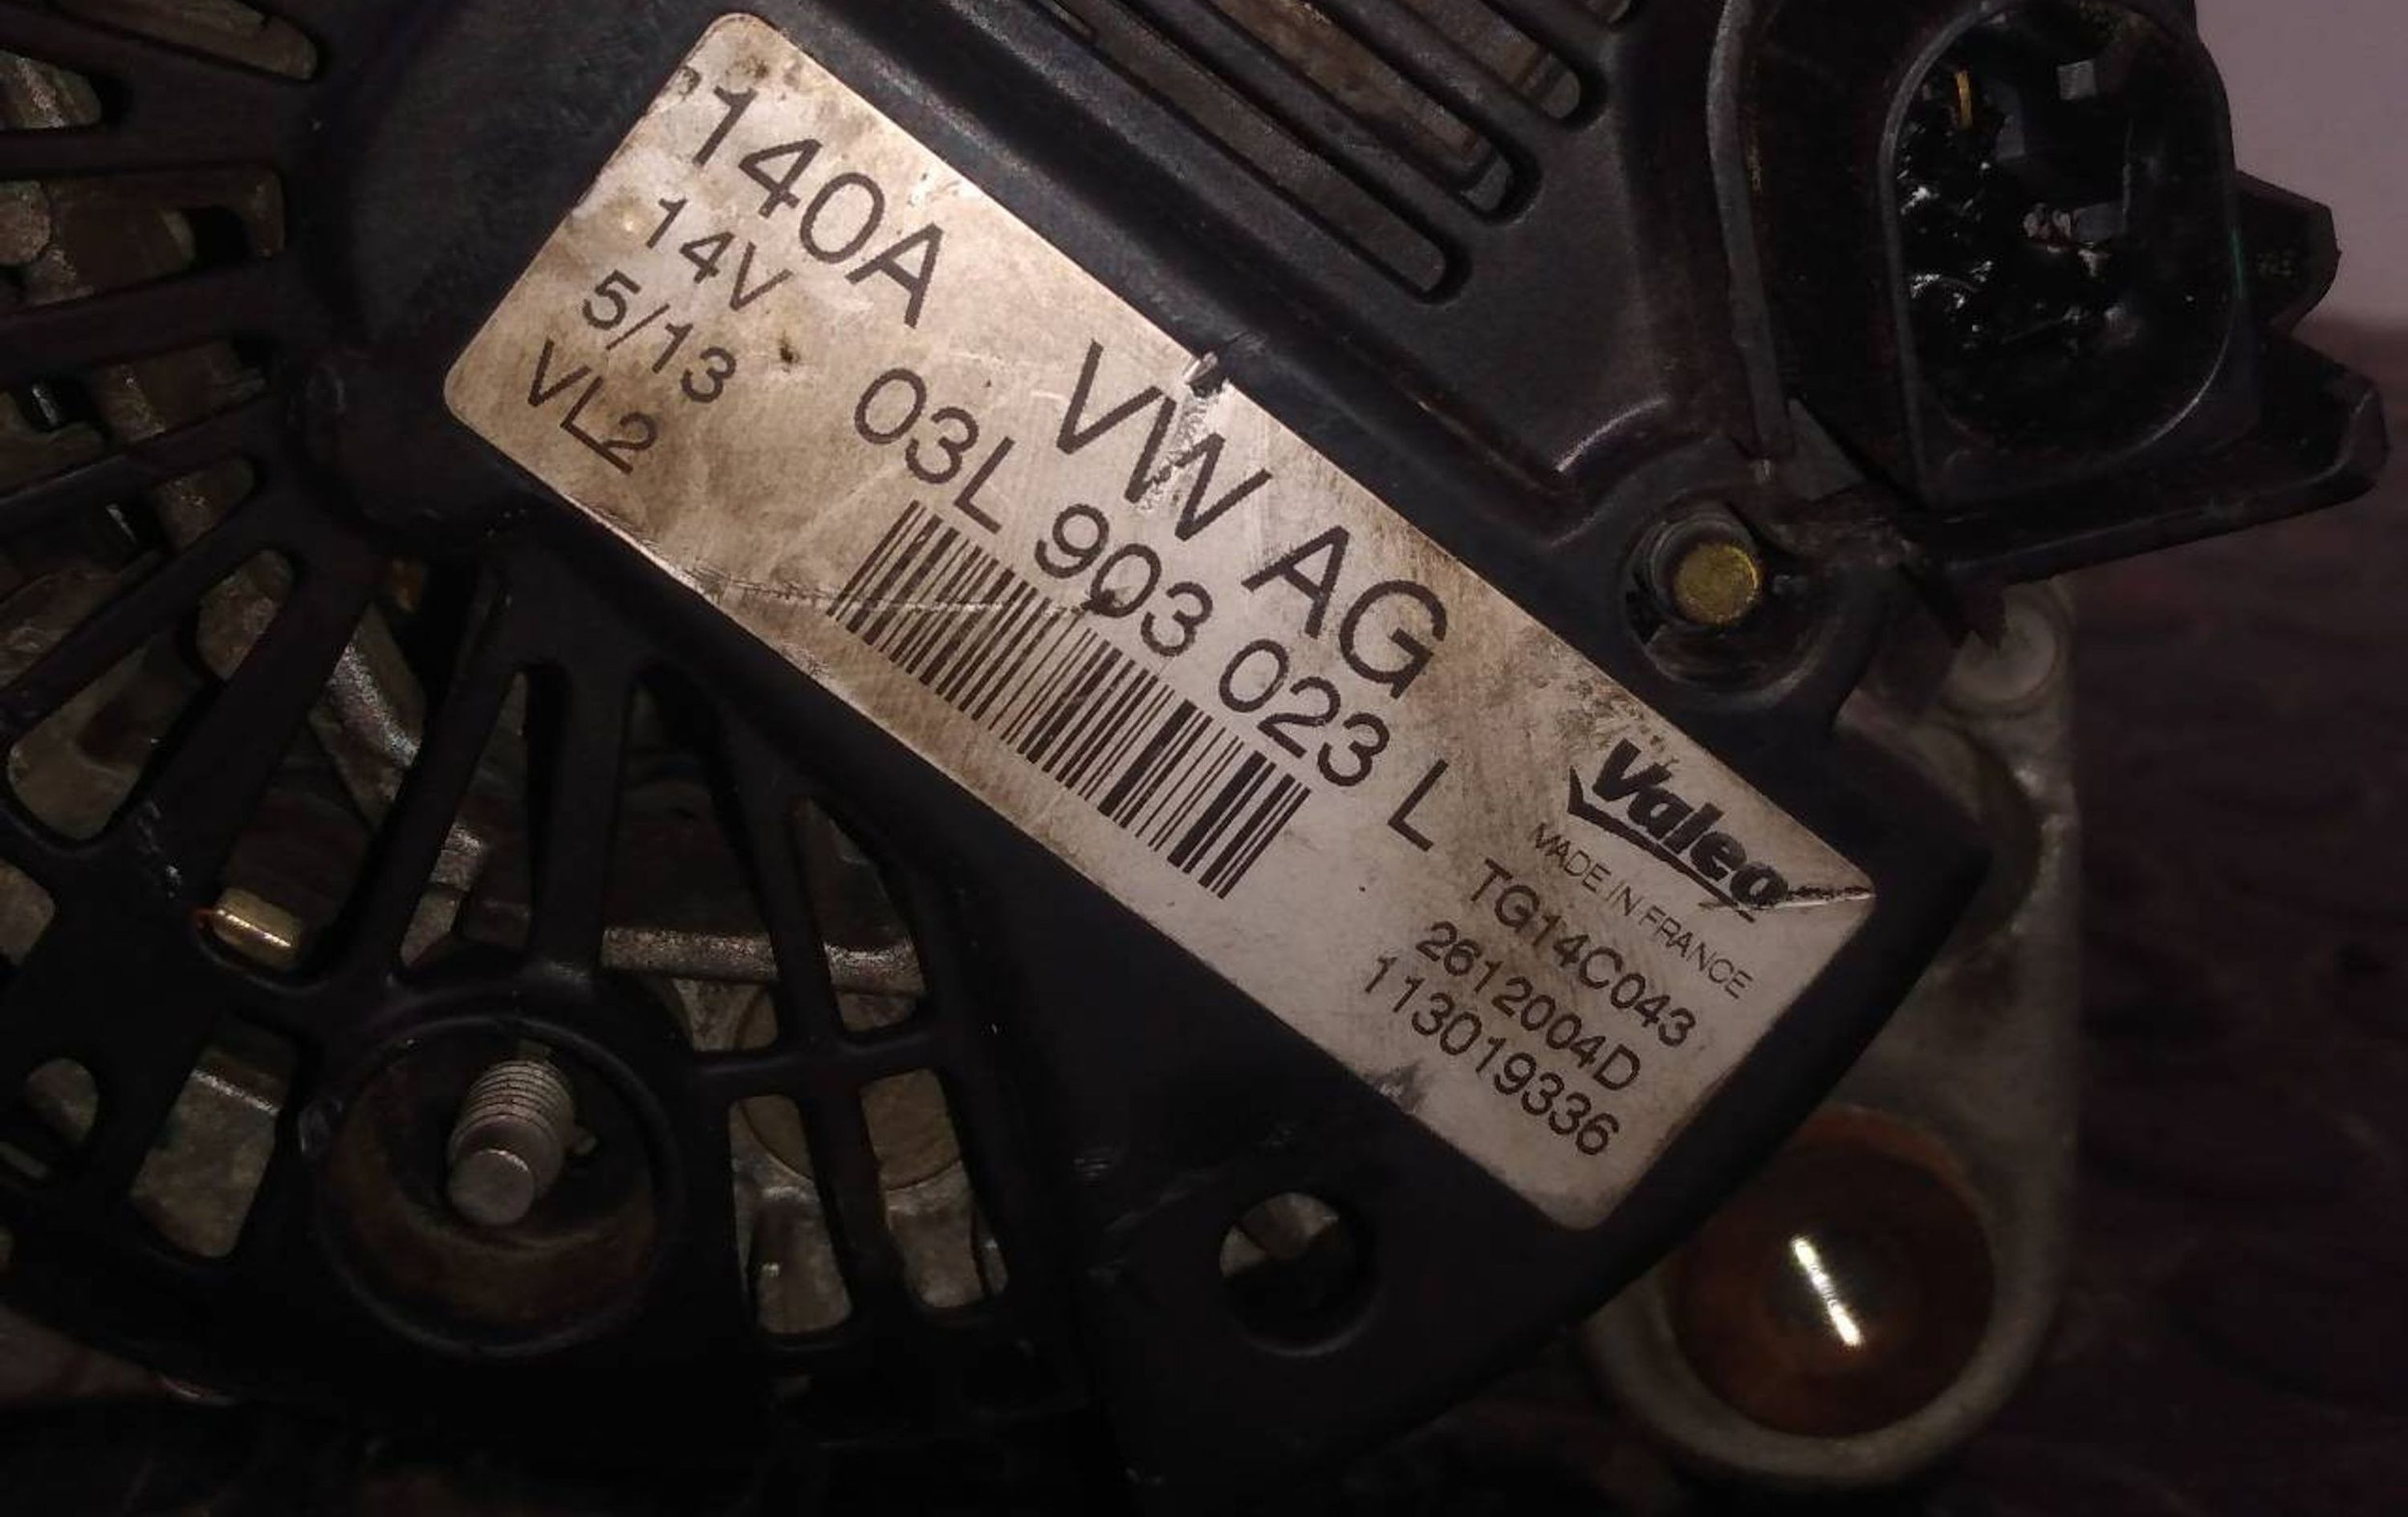 140A
14V
5/13
VL2
VW AG
03L 903 023 L
Valeo
MADE IN FRANCE
TG14C043
2612004D
113019336